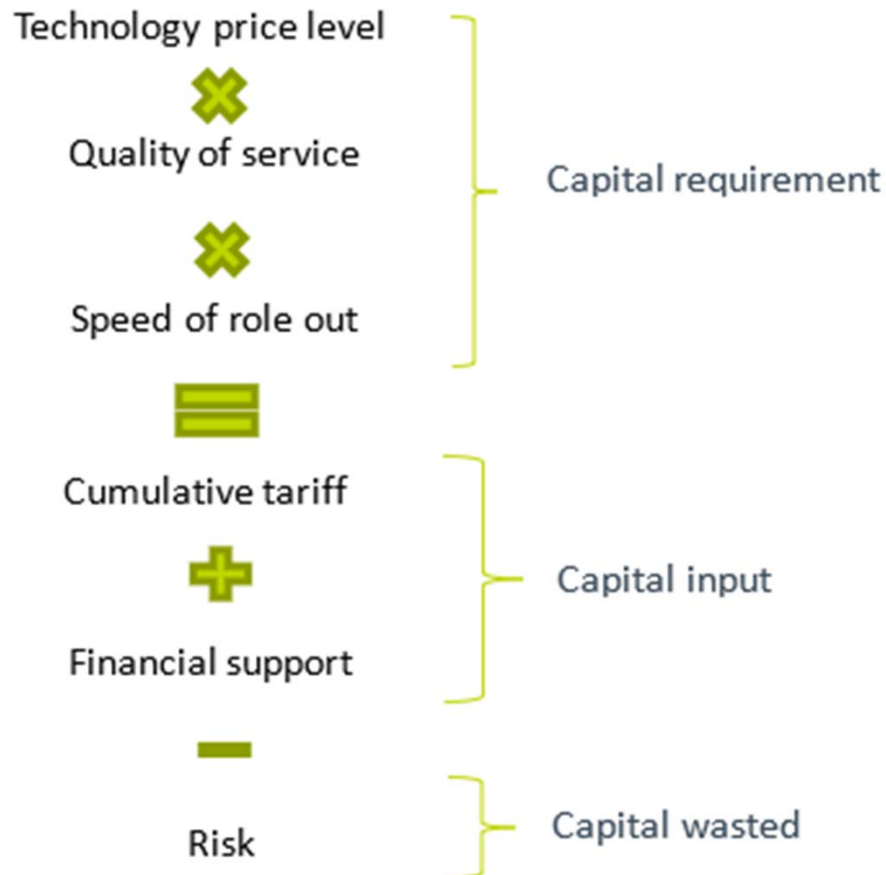 Technology price level
Quality of service
Capital requirement
Speed of role out
Cumulative tariff
Capital input
Financial support
Capital wasted
Risk